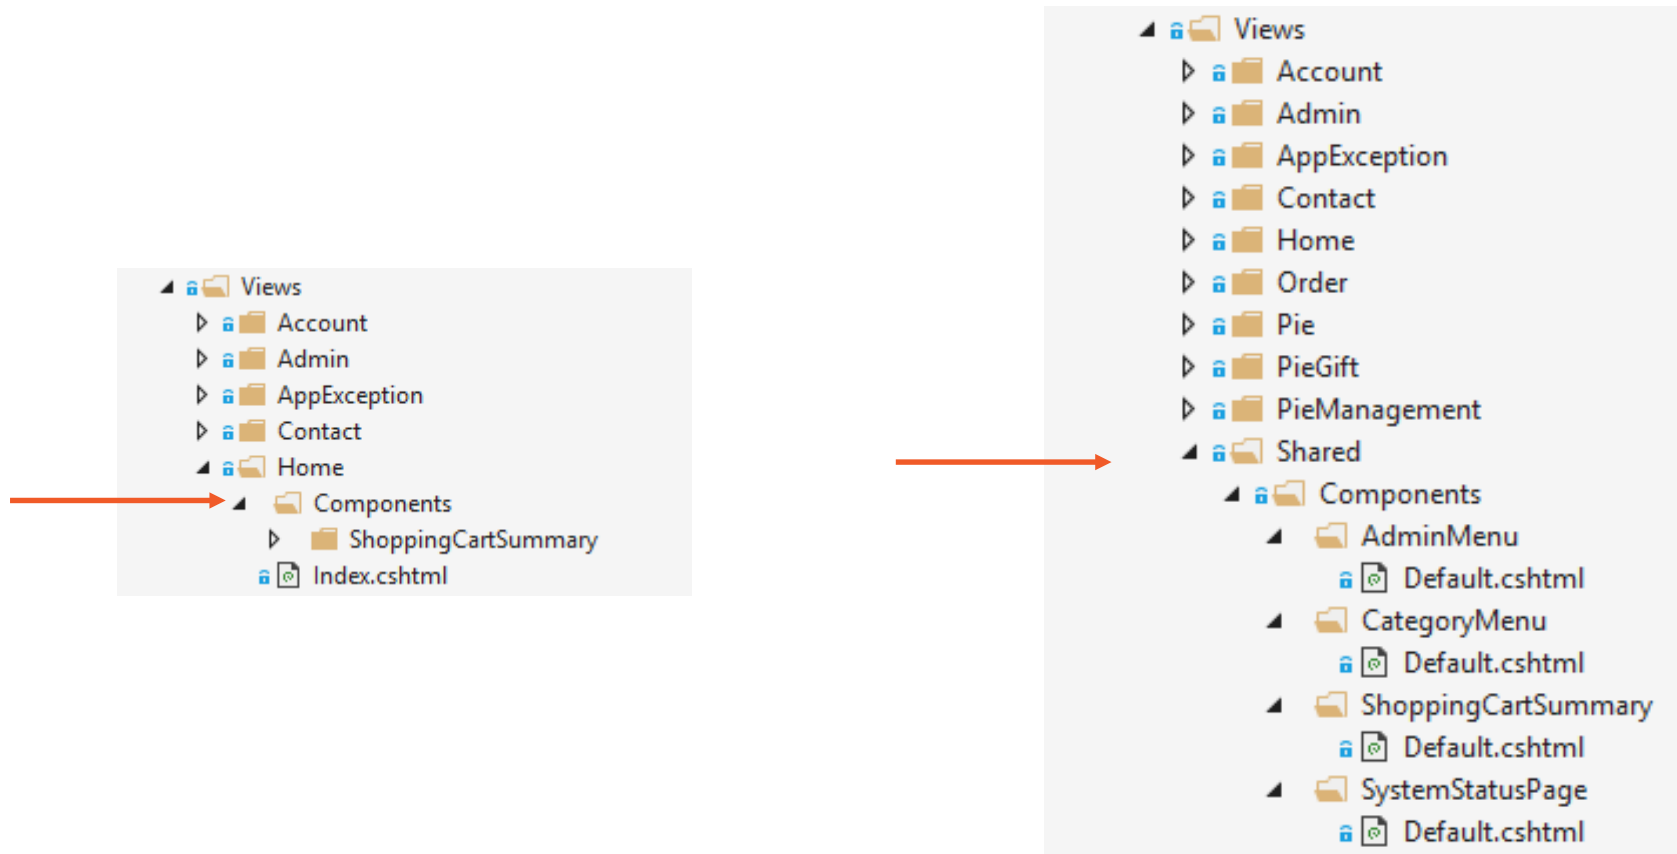 Views
Account
Admin
AppException
Contact
Home
Components
ShoppingCartSummary
Index.cshtml
Views
Account
Admin
AppException
Contact
Home
Order
Pie
PieGift
PieManagement
Shared
Components
AdminMenu
Default.cshtml
CategoryMenu
Default.cshtml
ShoppingCartSummary
Default.cshtml
SystemStatusPage
Default.cshtml